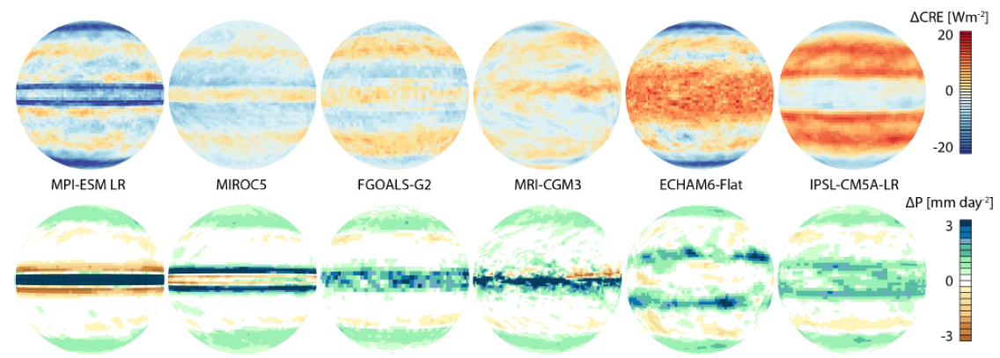 ΔCRE [Wm-2]
20
0
-20
MPI-ESM LR
MIROC5
FGOALS-G2
MRI-CGM3
ECHAM6-Flat
IPSL-CM5A-LR
ΔP [mm day-2]
3
0
-3